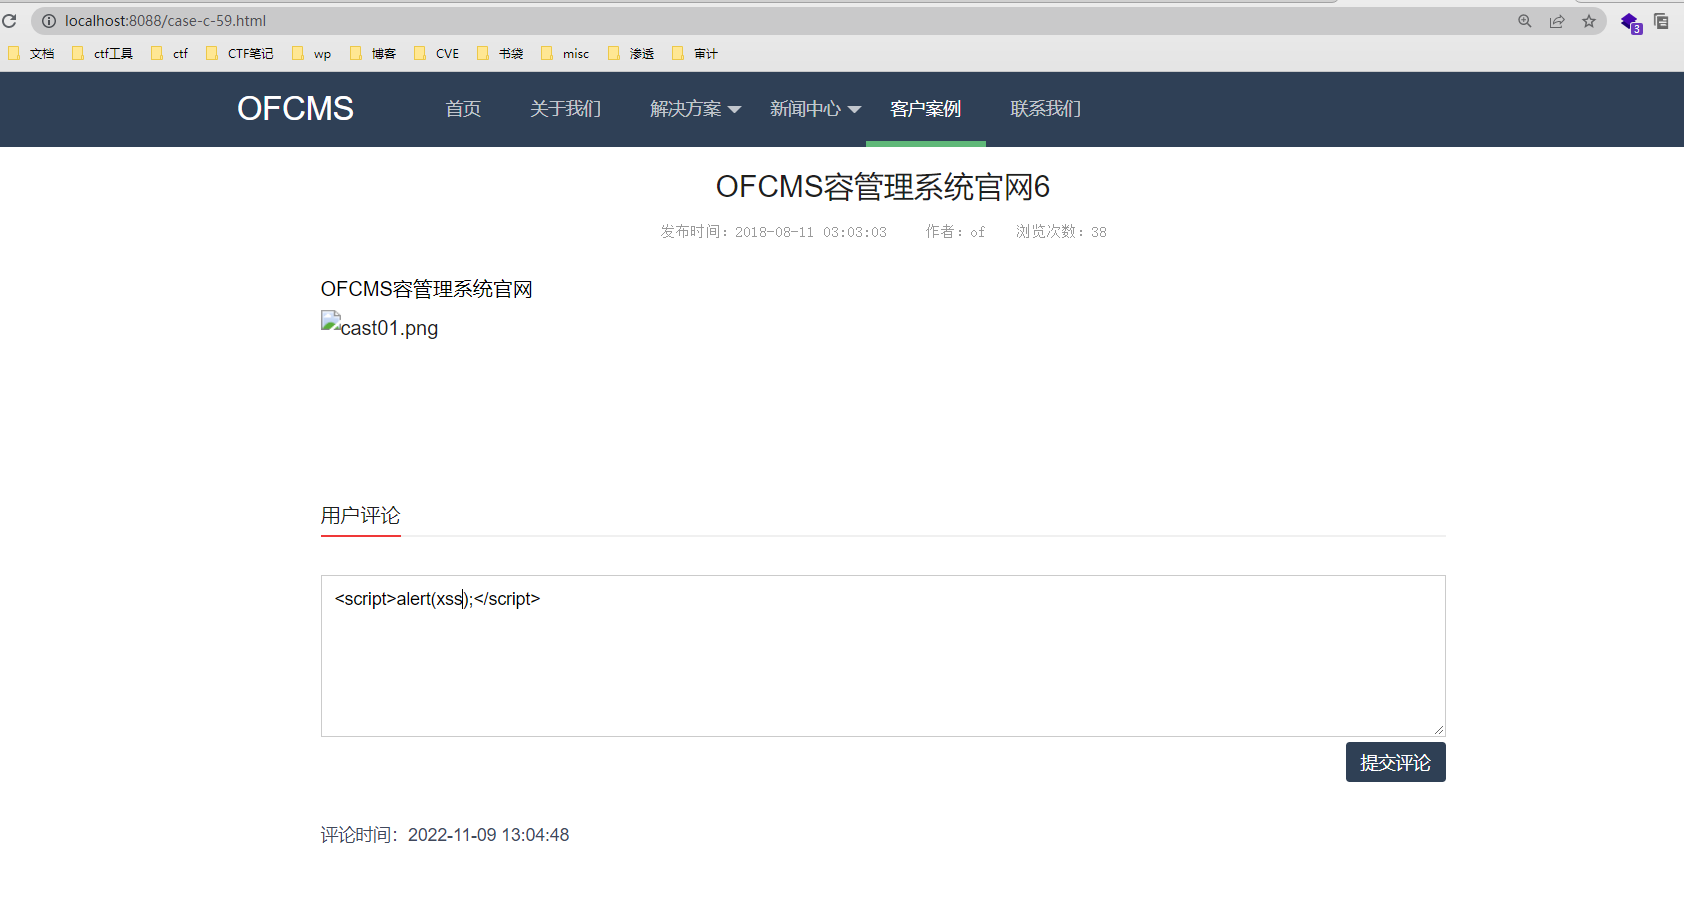 localhost:8088/case-c-59.html
3
文档 ctf工具 ctf CTF笔记 wp 博客 CVE 书袋 misc 渗透 审计
OFCMS 首页 关于我们 解决方案 新闻中心 客户案例 联系我们
OFCMS容管理系统官网6
发布时间：2018-08-11 03:03:03 作者：of 浏览次数：38
OFCMS容管理系统官网
cast01.png
用户评论
<script>alert(xss);</script>
提交评论
评论时间：2022-11-09 13:04:48